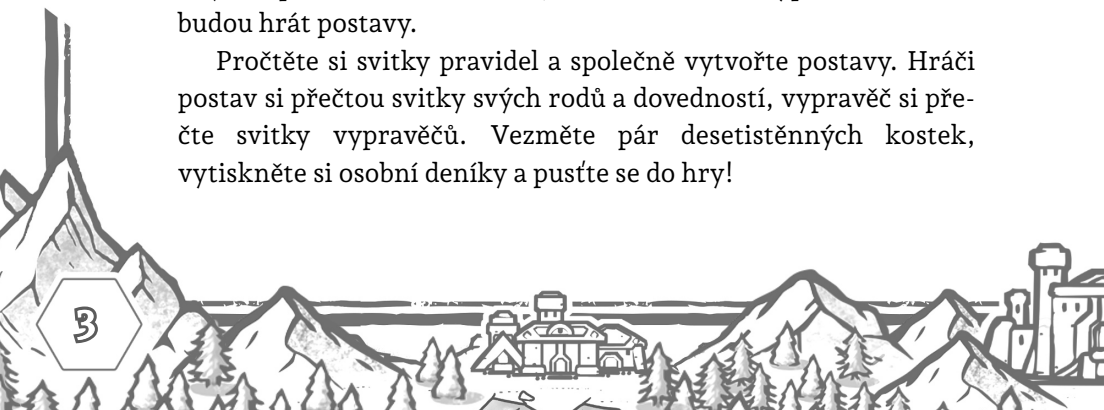 budou hrát postavy.
Pročtěte si svitky pravidel a společně vytvořte postavy. Hráči
postav si přečtou svitky svých rodů a dovedností, vypravěč si pře-
čte svitky vypravěčů. Vezměte pár desetistěnných kostek,
vytiskněte si osobní deníky a pusťte se do hry!
3